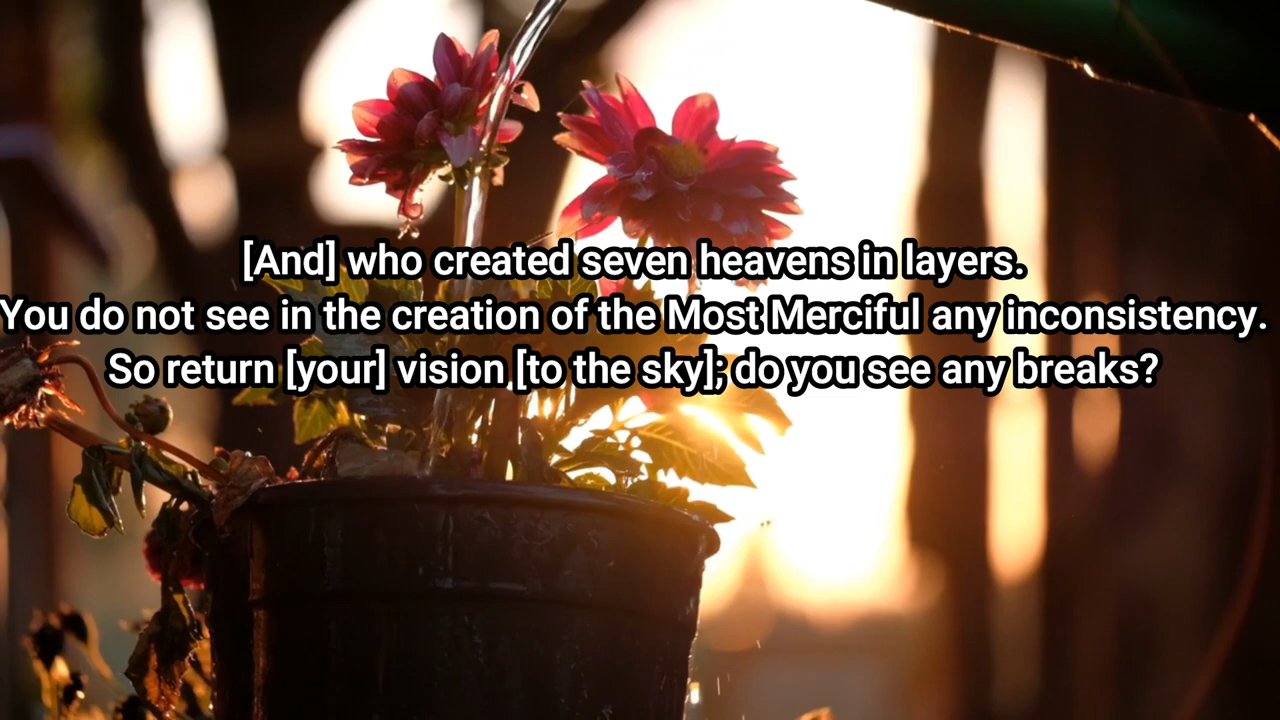 [And] who created seven heavens in layers.
You do not see in the creation of the Most Merciful any inconsistency.
So return [your] vision [to the sky]; do you see any breaks?